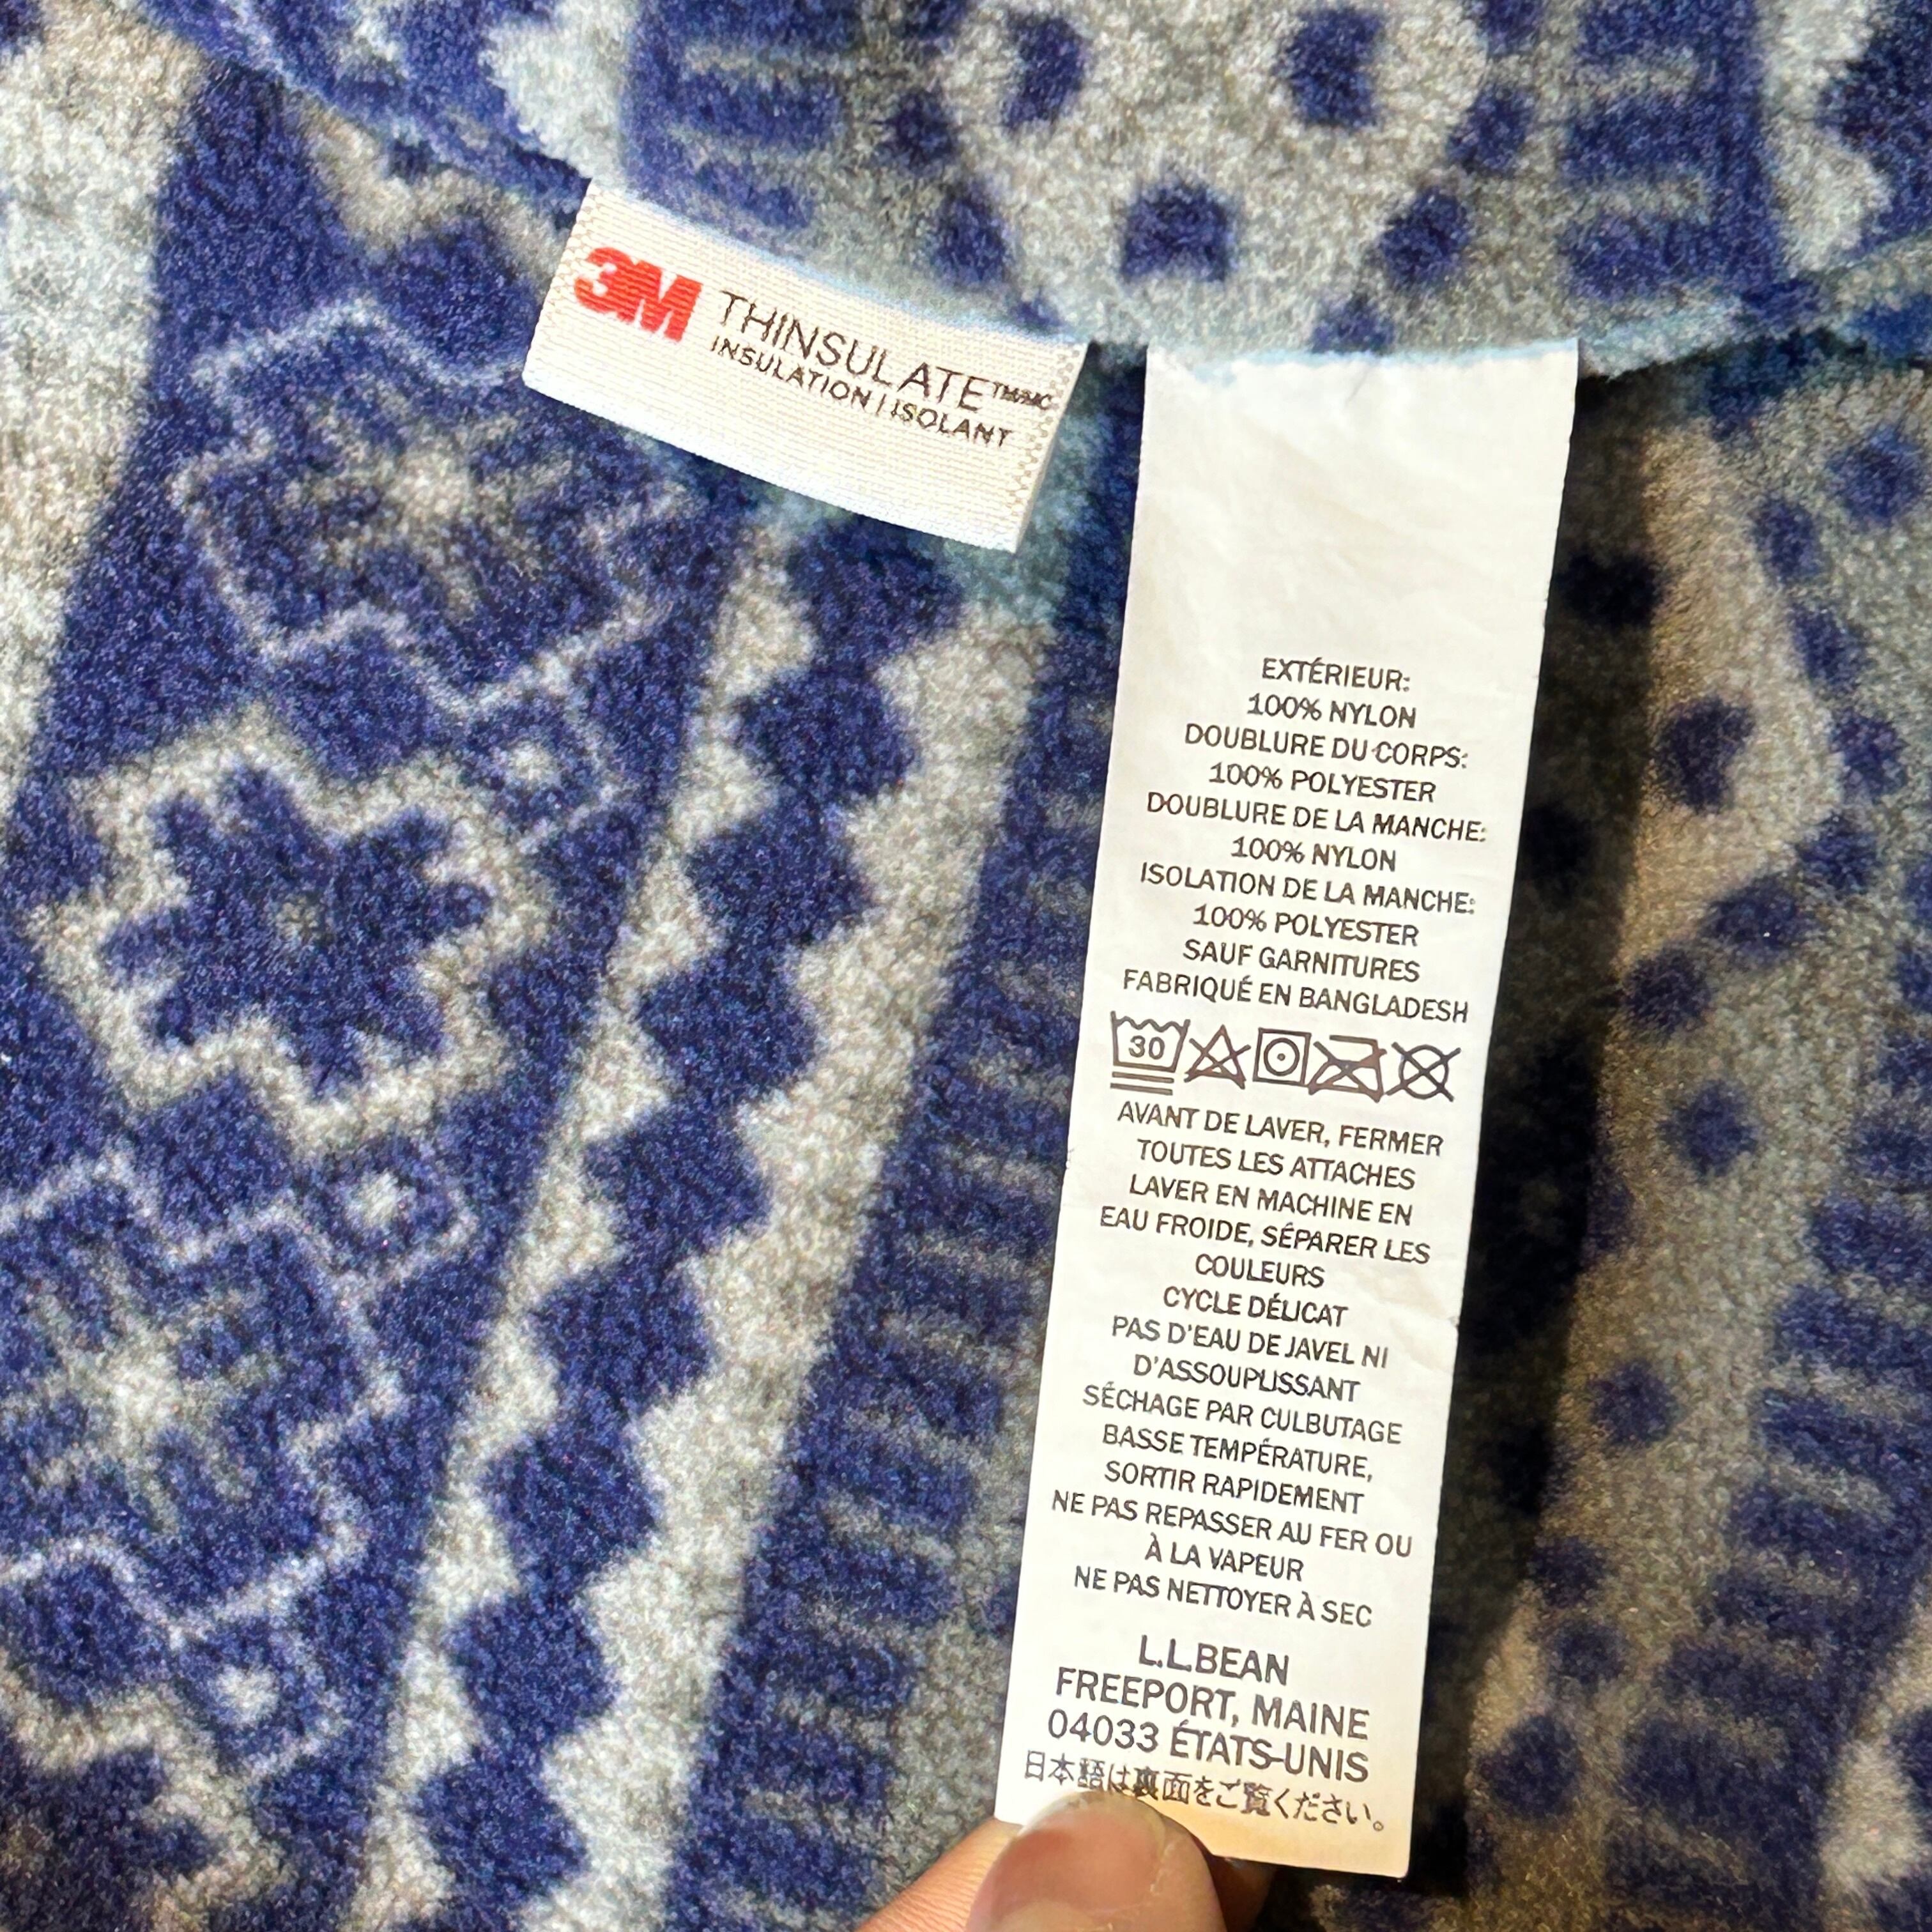 3M THINSULATE™/MC
INSULATION | ISOLANT
EXTÉRIEUR:
100% NYLON
DOUBLURE DU CORPS:
100% POLYESTER
DOUBLURE DE LA MANCHE:
100% NYLON
ISOLATION DE LA MANCHE:
100% POLYESTER
SAUF GARNITURES
FABRIQUÉ EN BANGLADESH
30
AVANT DE LAVER, FERMER
TOUTES LES ATTACHES
LAVER EN MACHINE EN
EAU FROIDE, SÉPARER LES
COULEURS
CYCLE DÉLICAT
PAS D'EAU DE JAVEL NI
D'ASSOUPLISSANT
SÉCHAGE PAR CULBUTAGE
BASSE TEMPÉRATURE,
SORTIR RAPIDEMENT
NE PAS REPASSER AU FER OU
À LA VAPEUR
NE PAS NETTOYER À SEC
L.L.BEAN
FREEPORT, MAINE
04033 ÉTATS-UNIS
日本語は裏面をご覧ください。